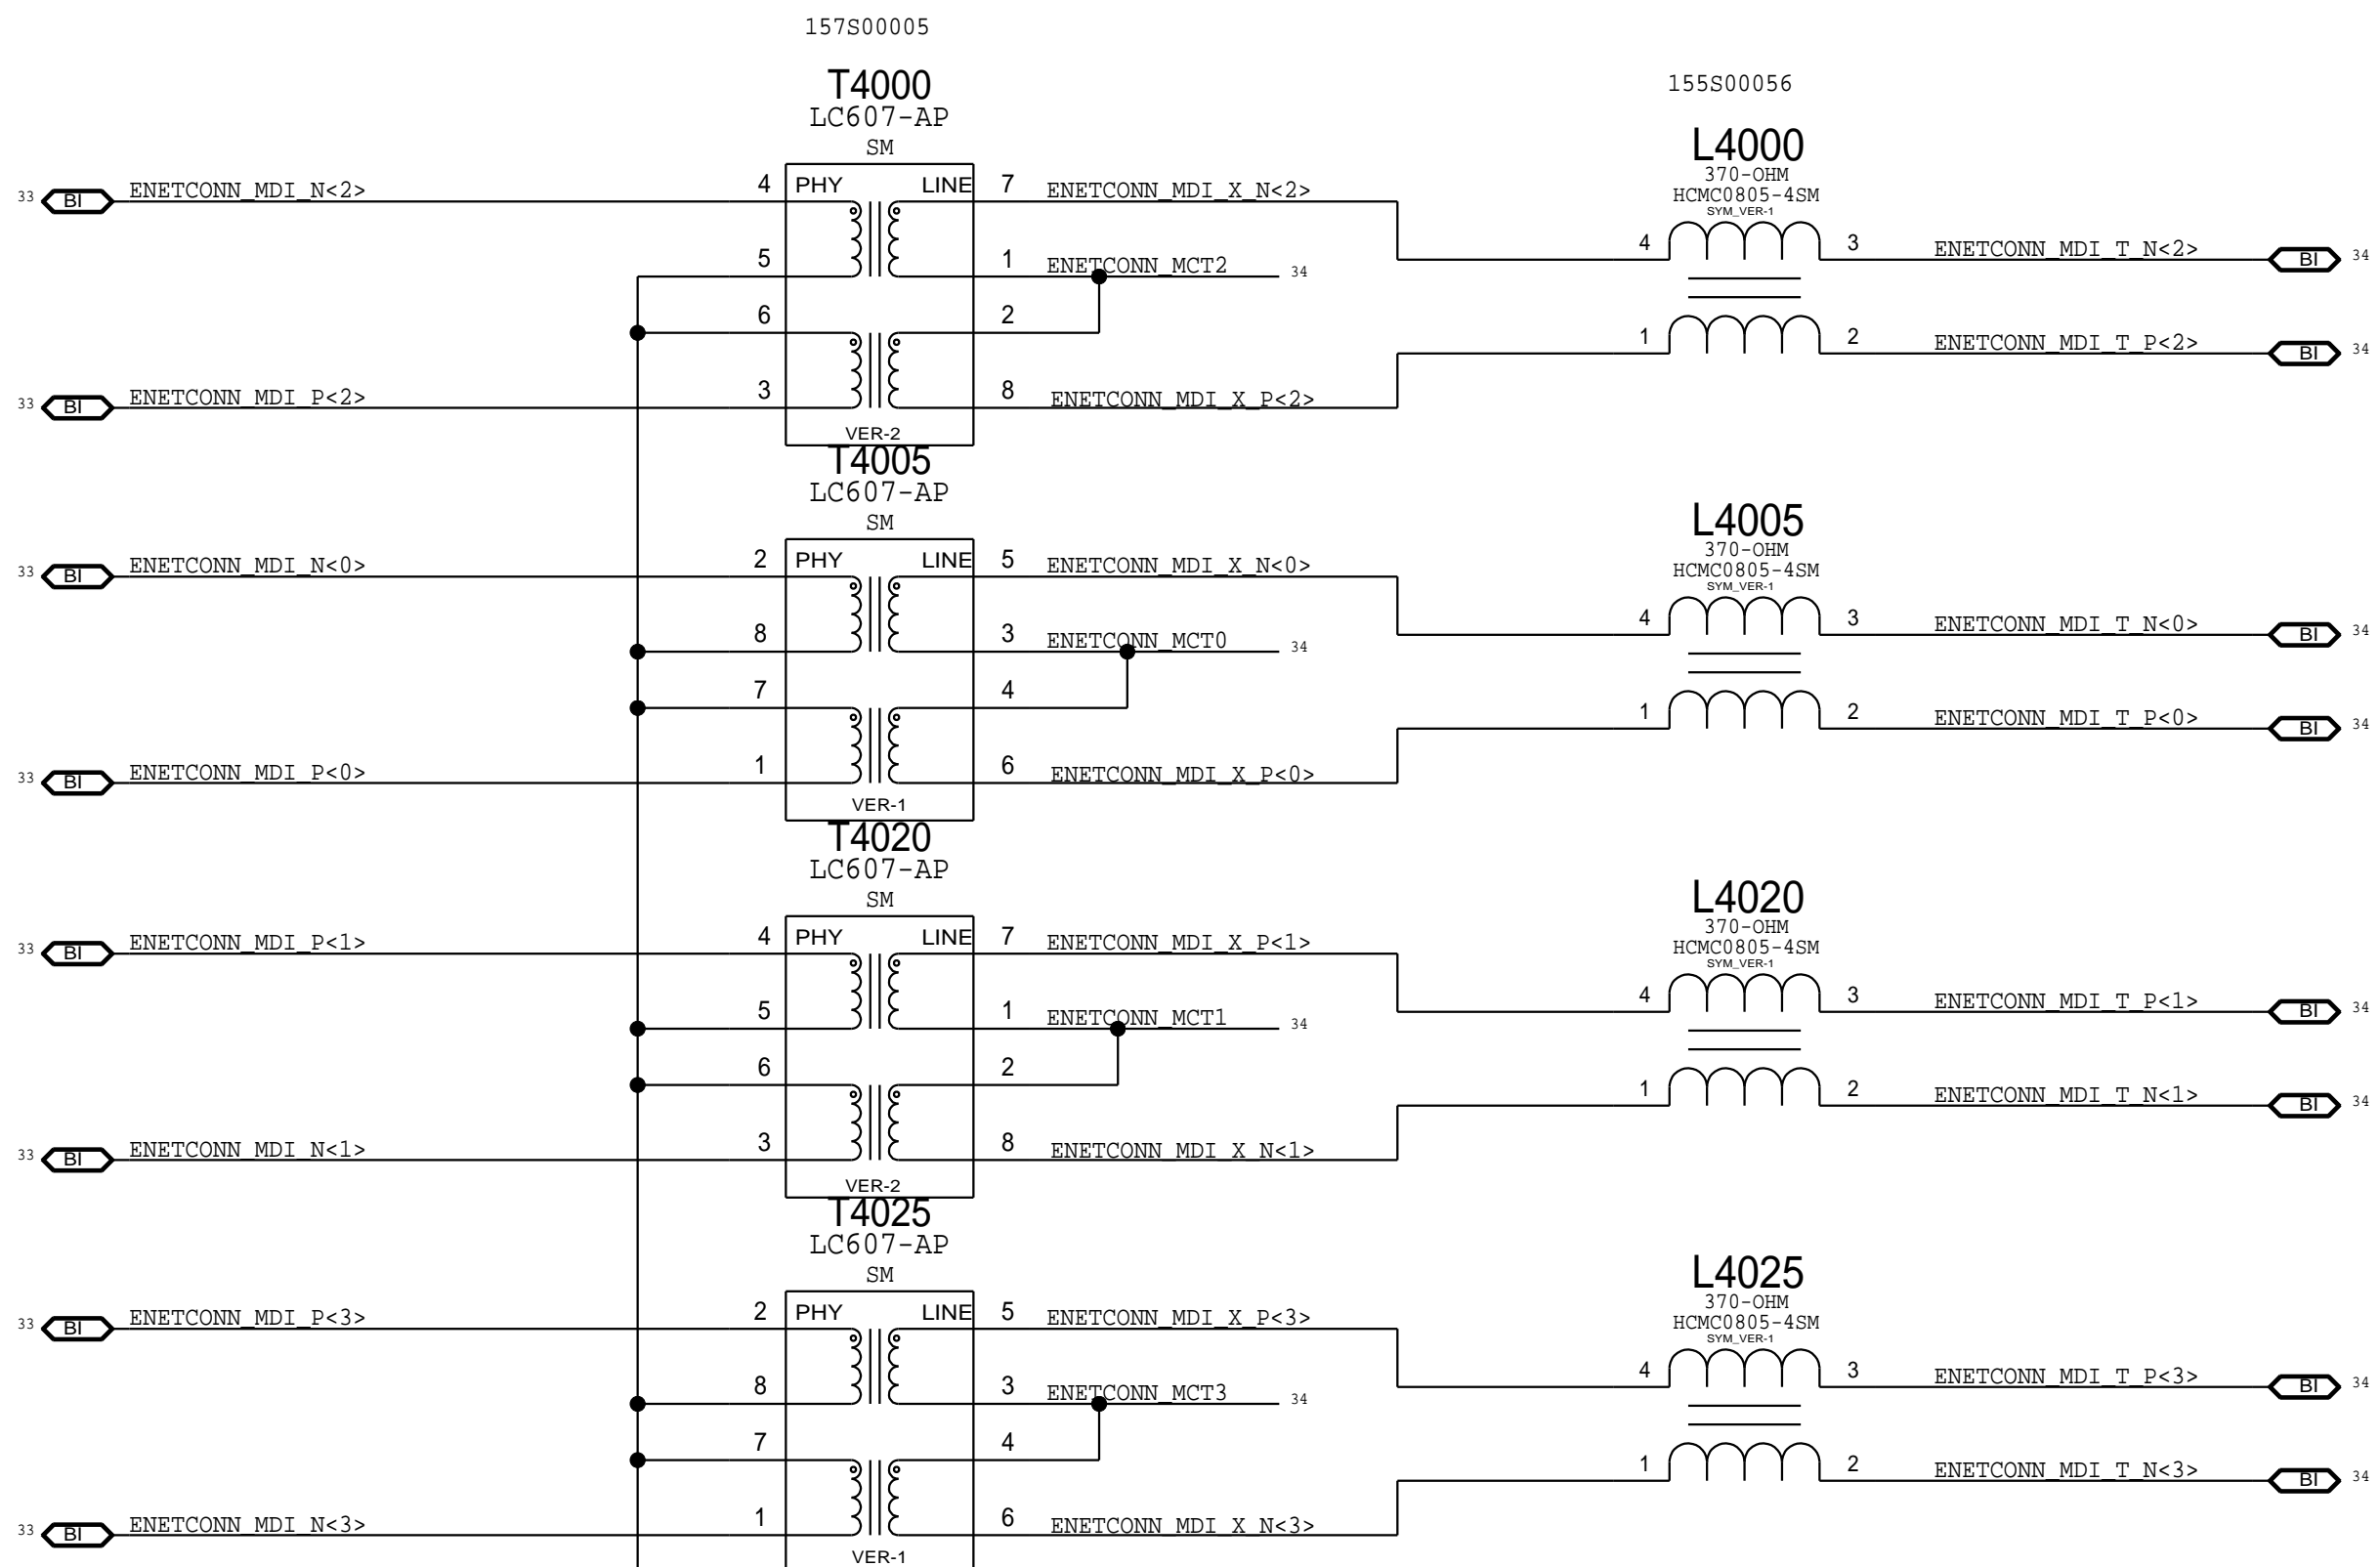 157S00005
155S00056
T4000
LC607-AP
SM
L4000
370-OHM
HCMC0805-4SM
SYM_VER-1
33 BI ENETCONN_MDI_N<2> 4 PHY LINE 7 ENETCONN_MDI_X_N<2>
4 3 ENETCONN_MDI_T_N<2> BI 34
5 1 ENETCONN_MCT2 34
6 2
1 2 ENETCONN_MDI_T_P<2> BI 34
33 BI ENETCONN_MDI_P<2> 3 8 ENETCONN_MDI_X_P<2>
VER-2
T4005
LC607-AP
SM
L4005
370-OHM
HCMC0805-4SM
SYM_VER-1
33 BI ENETCONN_MDI_N<0> 2 PHY LINE 5 ENETCONN_MDI_X_N<0>
4 3 ENETCONN_MDI_T_N<0> BI 34
8 3 ENETCONN_MCT0 34
7 4
1 2 ENETCONN_MDI_T_P<0> BI 34
33 BI ENETCONN_MDI_P<0> 1 6 ENETCONN_MDI_X_P<0>
VER-1
T4020
LC607-AP
SM
L4020
370-OHM
HCMC0805-4SM
SYM_VER-1
33 BI ENETCONN_MDI_P<1> 4 PHY LINE 7 ENETCONN_MDI_X_P<1>
4 3 ENETCONN_MDI_T_P<1> BI 34
5 1 ENETCONN_MCT1 34
6 2
1 2 ENETCONN_MDI_T_N<1> BI 34
33 BI ENETCONN_MDI_N<1> 3 8 ENETCONN_MDI_X_N<1>
VER-2
T4025
LC607-AP
SM
L4025
370-OHM
HCMC0805-4SM
SYM_VER-1
33 BI ENETCONN_MDI_P<3> 2 PHY LINE 5 ENETCONN_MDI_X_P<3>
4 3 ENETCONN_MDI_T_P<3> BI 34
8 3 ENETCONN_MCT3 34
7 4
1 2 ENETCONN_MDI_T_N<3> BI 34
33 BI ENETCONN_MDI_N<3> 1 6 ENETCONN_MDI_X_N<3>
VER-1